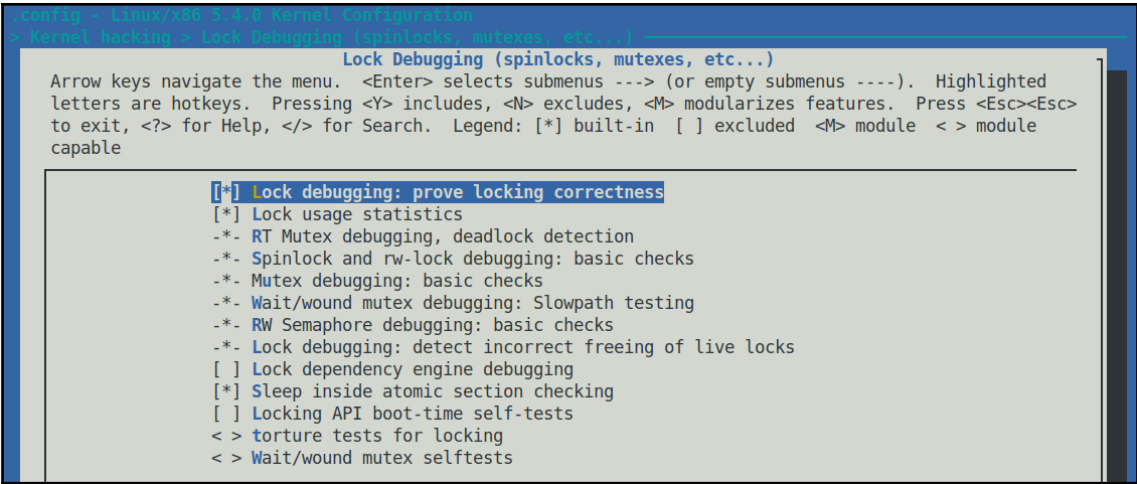 .config - Linux/x86 5.4.0 Kernel Configuration
> Kernel hacking > Lock Debugging (spinlocks, mutexes, etc...)
Lock Debugging (spinlocks, mutexes, etc...)
Arrow keys navigate the menu.  <Enter> selects submenus ---> (or empty submenus ----).  Highlighted
letters are hotkeys.  Pressing <Y> includes, <N> excludes, <M> modularizes features.  Press <Esc><Esc>
to exit, <?> for Help, </> for Search.  Legend: [*] built-in  [ ] excluded  <M> module  < > module
capable
[*] Lock debugging: prove locking correctness
[*] Lock usage statistics
-*- RT Mutex debugging, deadlock detection
-*- Spinlock and rw-lock debugging: basic checks
-*- Mutex debugging: basic checks
-*- Wait/wound mutex debugging: Slowpath testing
-*- RW Semaphore debugging: basic checks
-*- Lock debugging: detect incorrect freeing of live locks
[ ] Lock dependency engine debugging
[*] Sleep inside atomic section checking
[ ] Locking API boot-time self-tests
< > torture tests for locking
< > Wait/wound mutex selftests